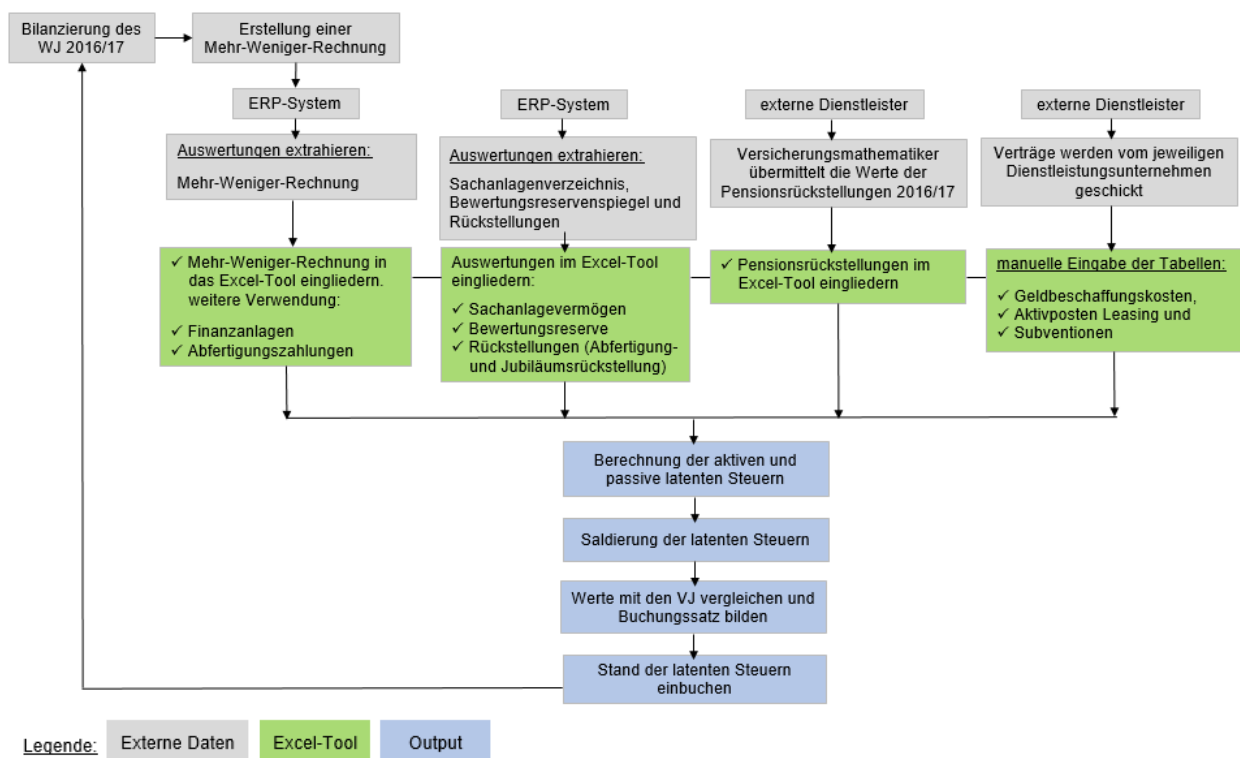 Bilanzierung des
WJ 2016/17
Erstellung einer
Mehr-Weniger-Rechnung
ERP-System
ERP-System
externe Dienstleister
externe Dienstleister
Auswertungen extrahieren:
Mehr-Weniger-Rechnung
Auswertungen extrahieren:
Sachanlagenverzeichnis,
Bewertungsreservenspiegel und
Rückstellungen
Versicherungsmathematiker
übermittelt die Werte der
Pensionsrückstellungen 2016/17
Verträge werden vom jeweiligen
Dienstleistungsunternehmen
geschickt
✓ Mehr-Weniger-Rechnung in
das Excel-Tool eingliedern.
weitere Verwendung:
✓ Finanzanlagen
✓ Abfertigungszahlungen
Auswertungen im Excel-Tool
eingliedern:
✓ Sachanlagevermögen
✓ Bewertungsreserve
✓ Rückstellungen (Abfertigung-
und Jubiläumsrückstellung)
✓ Pensionsrückstellungen im
Excel-Tool eingliedern
manuelle Eingabe der Tabellen:
✓ Geldbeschaffungskosten,
✓ Aktivposten Leasing und
✓ Subventionen
Berechnung der aktiven und
passive latenten Steuern
Saldierung der latenten Steuern
Werte mit den VJ vergleichen und
Buchungssatz bilden
Stand der latenten Steuern
einbuchen
Legende:
Externe Daten
Excel-Tool
Output